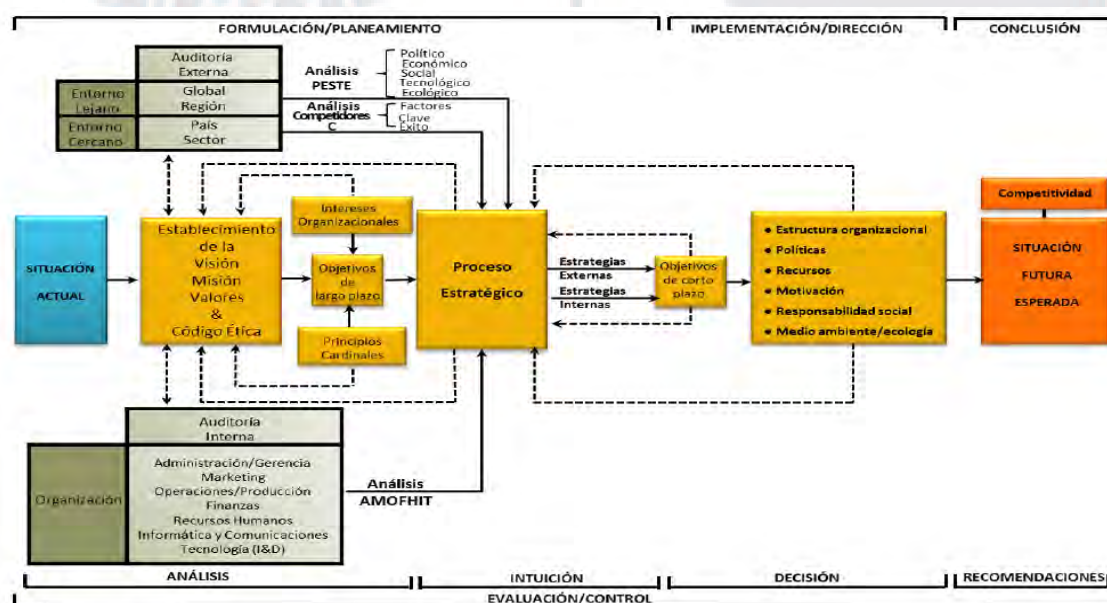 FORMULACIÓN/PLANEAMIENTO
IMPLEMENTACIÓN/DIRECCIÓN
CONCLUSIÓN
Auditoría
Externa
Entorno
Lejano
Global
Región
Entorno
Cercano
País
Sector
Análisis
PESTE
Político
Económico
Social
Tecnológico
Ecológico
Análisis
Competidores
C
Factores
Clave
Éxito
SITUACIÓN
ACTUAL
Establecimiento
de la
Visión
Misión
Valores
&
Código Ética
Intereses
Organizacionales
Objetivos
de
largo plazo
Principios
Cardinales
Proceso
Estratégico
Estrategias
Externas
Estrategias
Internas
Objetivos
de corto
plazo
• Estructura organizacional
• Políticas
• Recursos
• Motivación
• Responsabilidad social
• Medio ambiente/ecología
Competitividad
SITUACIÓN
FUTURA
ESPERADA
Auditoría
Interna
Organización
Administración/Gerencia
Marketing
Operaciones/Producción
Finanzas
Recursos Humanos
Informática y Comunicaciones
Tecnología (I&D)
Análisis
AMOFHIT
ANÁLISIS
INTUICIÓN
DECISIÓN
RECOMENDACIONES
EVALUACIÓN/CONTROL